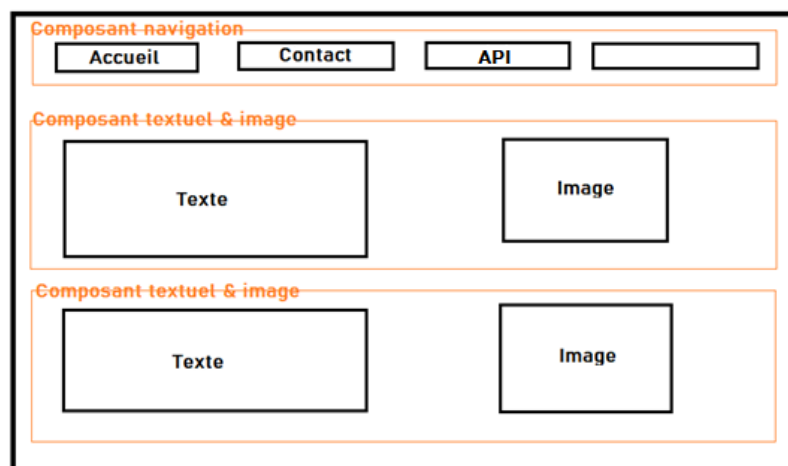 Composant navigation
Accueil Contact API
Composant textuel & image
Texte Image
Composant textuel & image
Texte Image